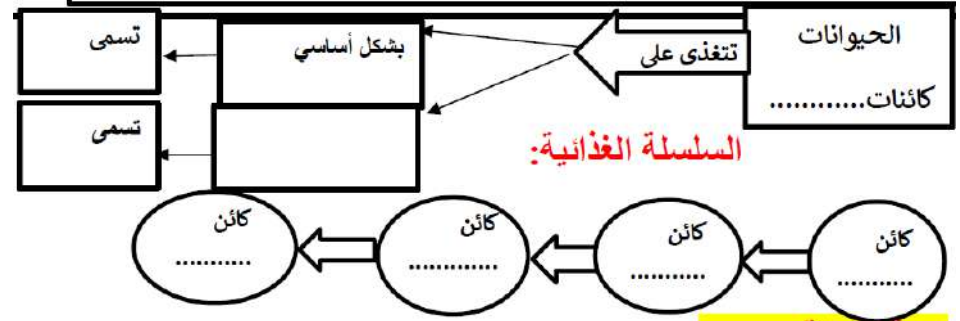 الحيوانات
كائنات............
تتغذى على
بشكل أساسي
تسمى
تسمى
السلسلة الغذائية:
كائن
...........
كائن
...........
كائن
.............
كائن
...........